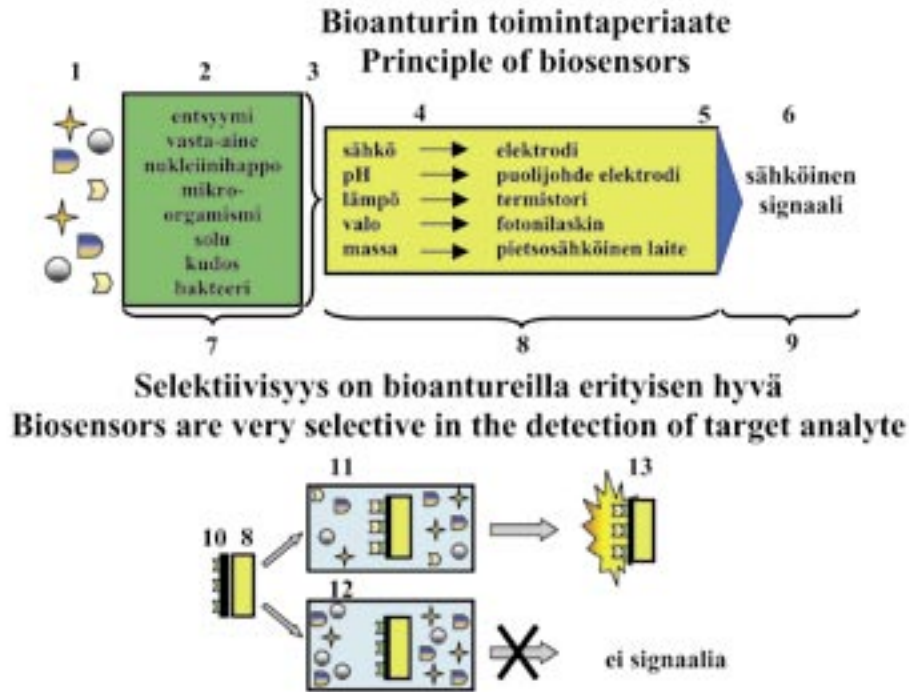 Bioanturin toimintaperiaate
Principle of biosensors
1 2 3 4 5 6
entsyymi
vasta-aine
nukleiinihappo
mikro-
organismi
solu
kudos
bakteeri
sähkö elektrodi
pH puolijohde elektrodi
lämpö termistori
valo fotonilaskin
massa pietsosähköinen laite
sähköinen
signaali
7 8 9
Selektiivisyys on bioantureilla erityisen hyvä
Biosensors are very selective in the detection of target analyte
11 13
10 8
12
ei signaalia